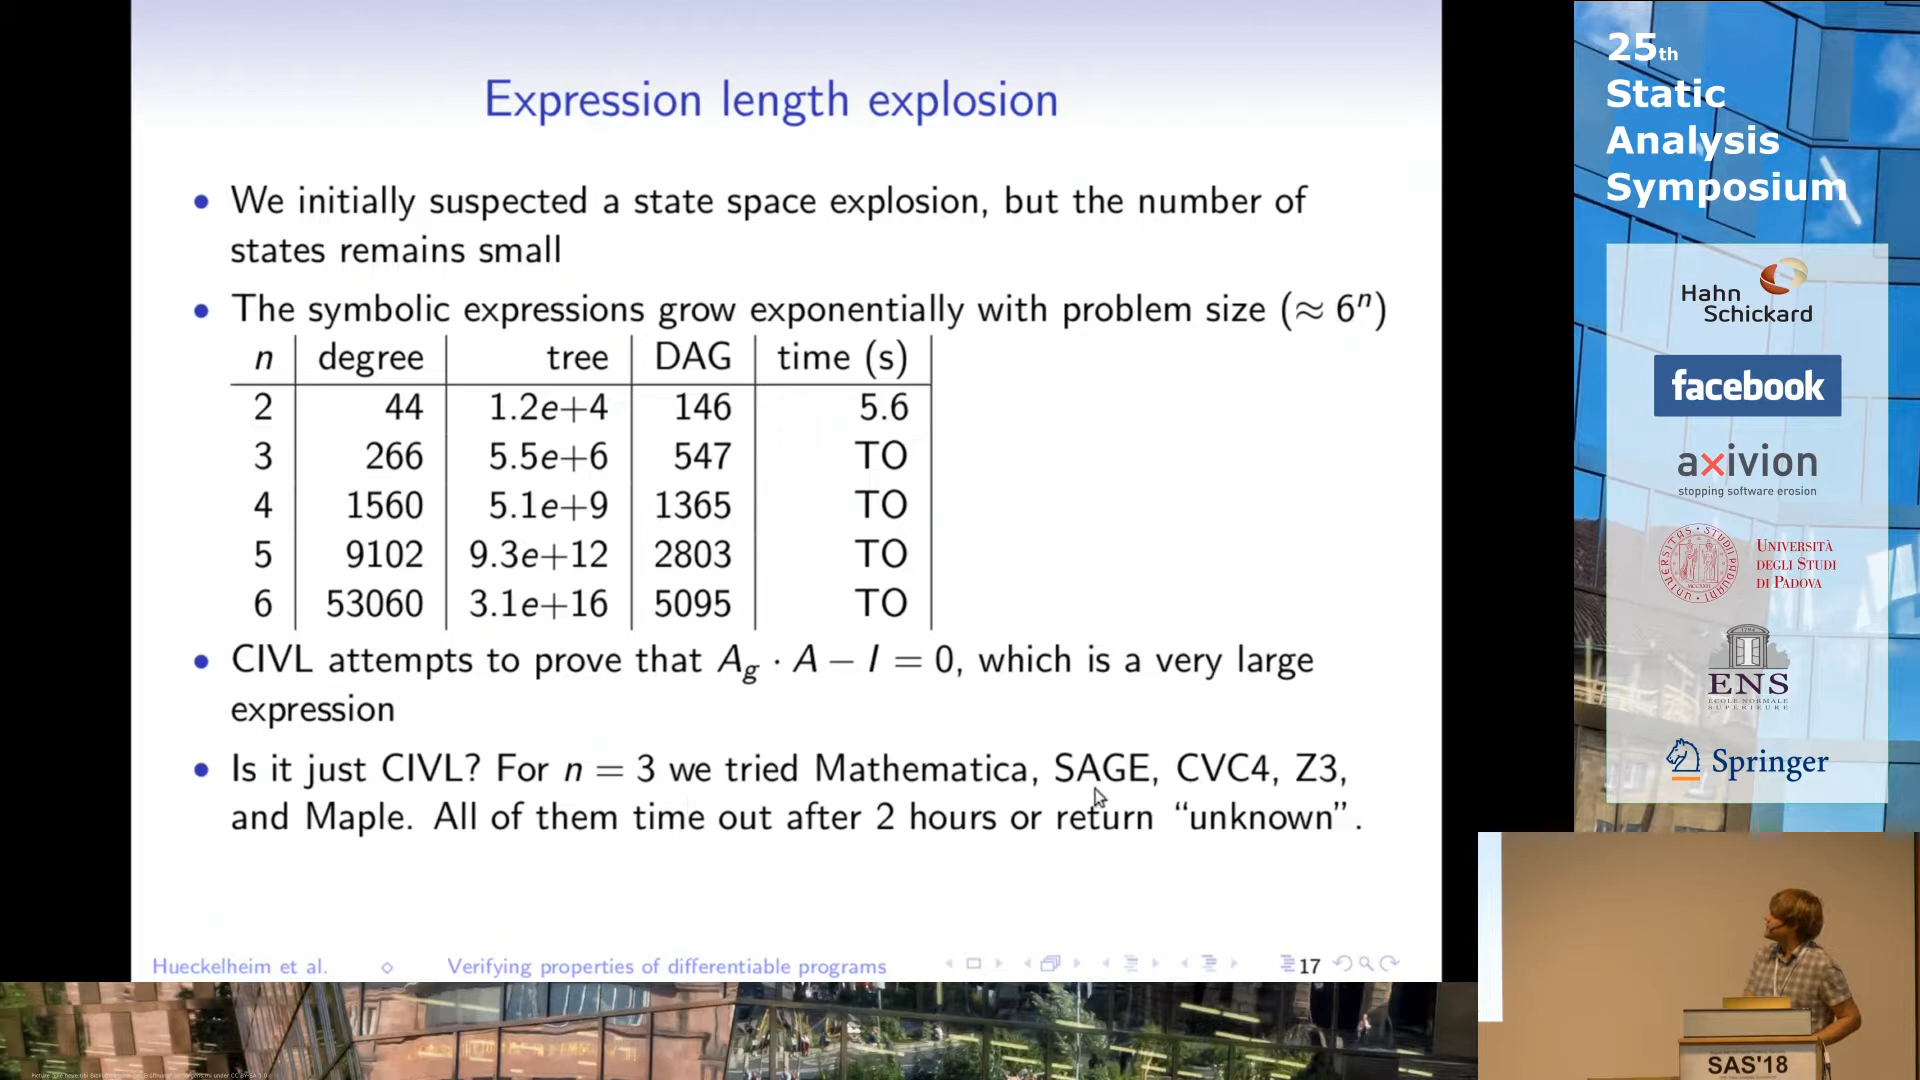 Expression length explosion
• We initially suspected a state space explosion, but the number of
states remains small
• The symbolic expressions grow exponentially with problem size (≈ 6ⁿ)
n degree tree DAG time (s)
2 44 1.2e+4 146 5.6
3 266 5.5e+6 547 TO
4 1560 5.1e+9 1365 TO
5 9102 9.3e+12 2803 TO
6 53060 3.1e+16 5095 TO
• CIVL attempts to prove that A_g · A − I = 0, which is a very large
expression
• Is it just CIVL? For n = 3 we tried Mathematica, SAGE, CVC4, Z3,
and Maple. All of them time out after 2 hours or return “unknown”.
Hueckelheim et al. ◇ Verifying properties of differentiable programs 17
25th
Static
Analysis
Symposium
Hahn
Schickard
facebook
axivion
stopping software erosion
UNIVERSITÀ
DEGLI STUDI
DI PADOVA
ENS
ÉCOLE NORMALE
SUPÉRIEURE
Springer
SAS'18